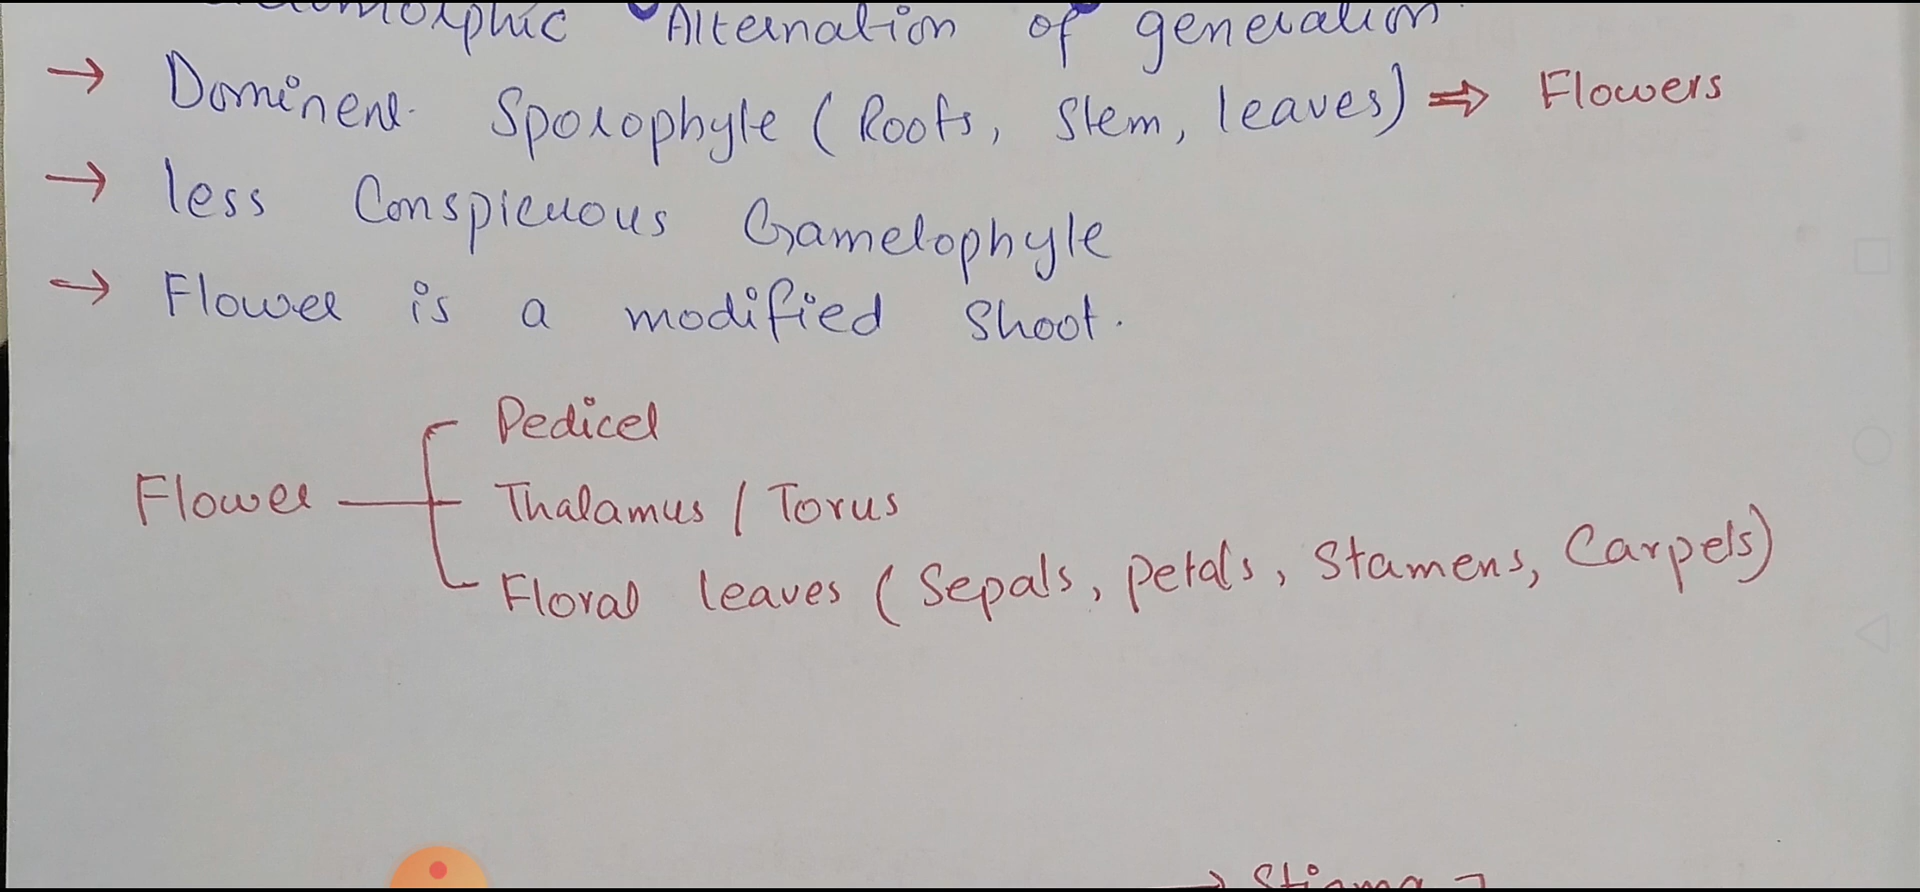 Alternation of generation
→ Dominent Sporophyte (Roots, Stem, leaves) ⇒ Flowers
→ less Conspicuous Gametophyte
→ Flower is a modified Shoot.
Pedicel
Flower Thalamus / Torus
Floral leaves (Sepals, petals, Stamens, Carpels)
→ Stigma